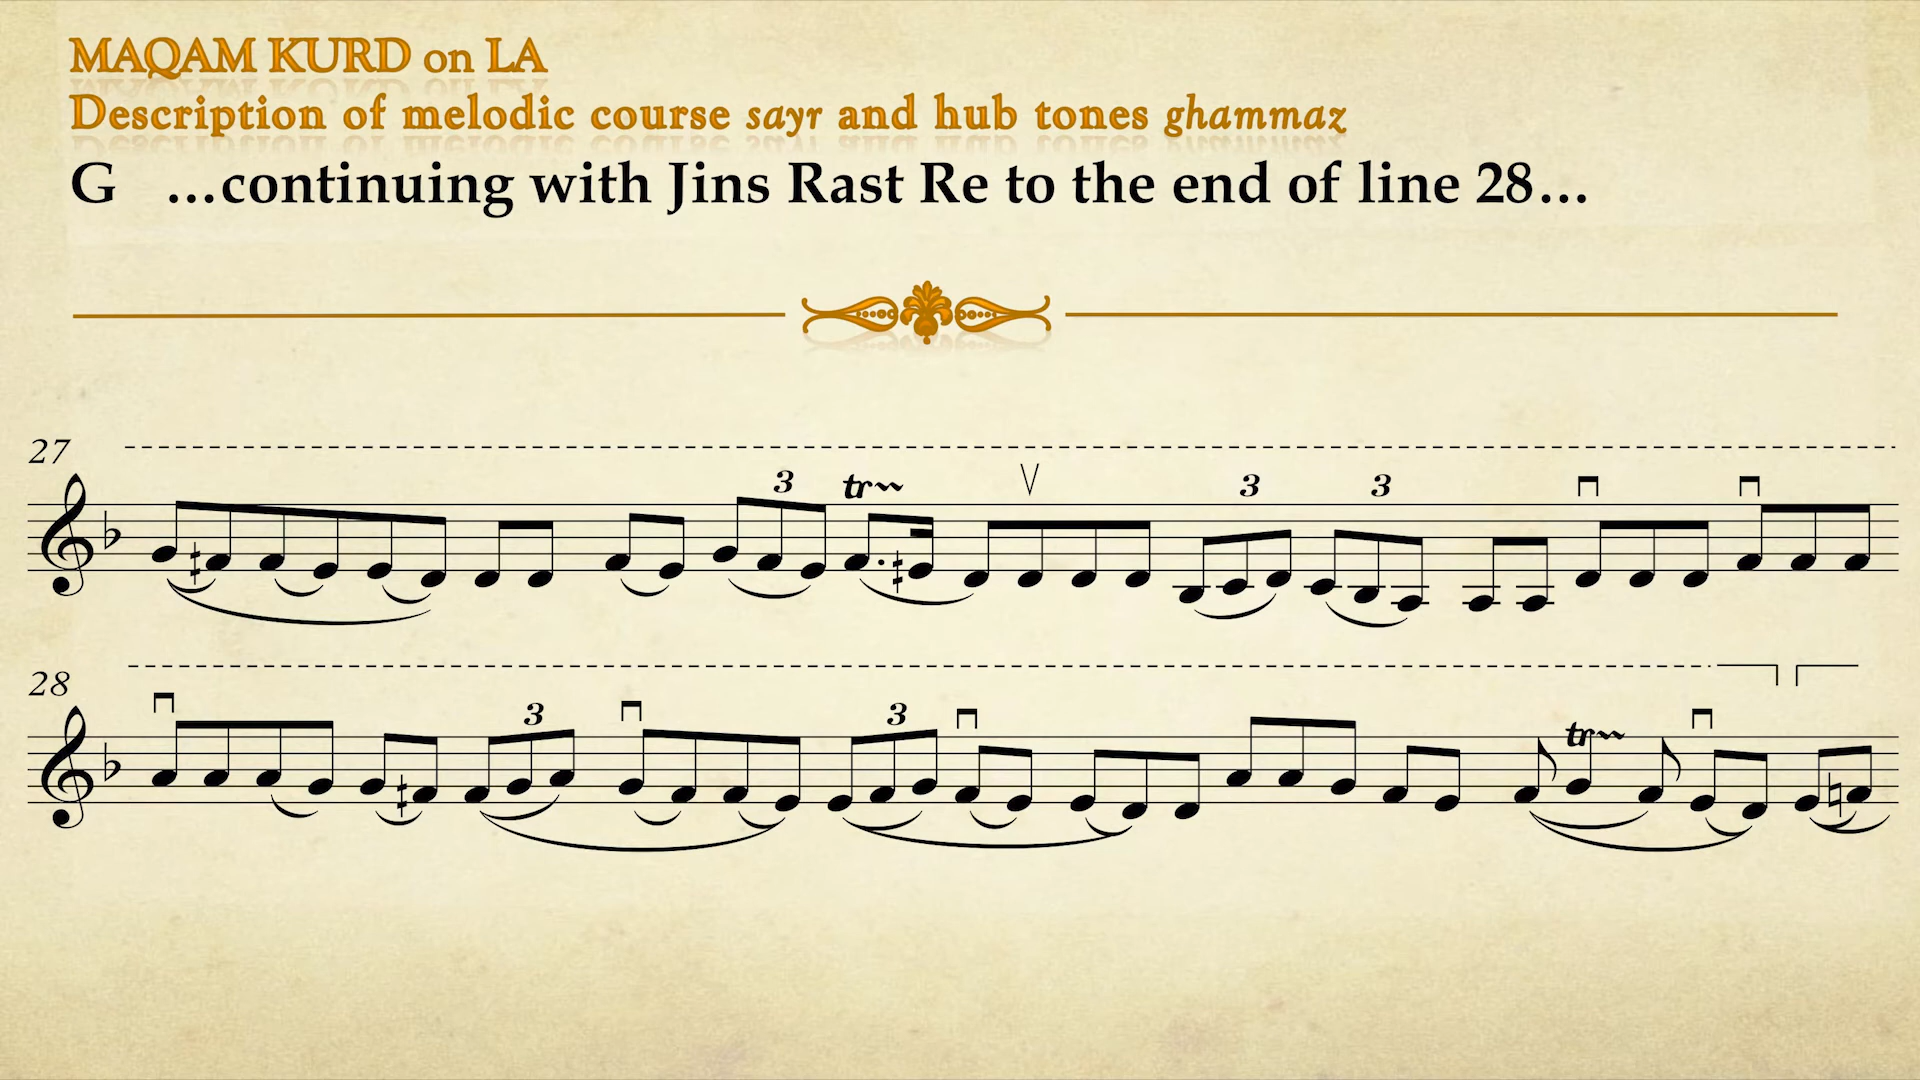 MAQAM KURD on LA
Description of melodic course sayr and hub tones ghammaz
G …continuing with Jins Rast Re to the end of line 28…
27
3 tr 3 3
28
3 3 tr